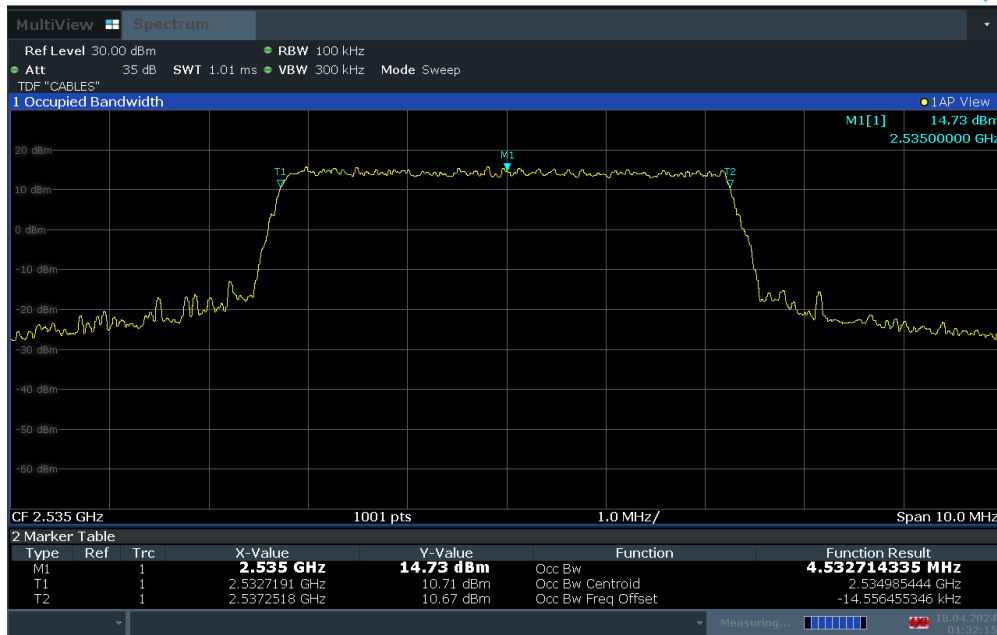 MultiView Spectrum
Ref Level 30.00 dBm RBW 100 kHz
Att 35 dB SWT 1.01 ms VBW 300 kHz Mode Sweep
TDF "CABLES"
1 Occupied Bandwidth 1AP View
M1[1] 14.73 dBm
2.53500000 GHz
20 dBm
M1
T1 T2
10 dBm
0 dBm
-10 dBm
-20 dBm
-30 dBm
-40 dBm
-50 dBm
-60 dBm
CF 2.535 GHz 1001 pts 1.0 MHz/ Span 10.0 MHz
2 Marker Table
Type Ref Trc X-Value Y-Value Function Function Result
M1 1 2.535 GHz 14.73 dBm Occ Bw 4.532714335 MHz
T1 1 2.5327191 GHz 10.71 dBm Occ Bw Centroid 2.534985444 GHz
T2 1 2.5372518 GHz 10.67 dBm Occ Bw Freq Offset -14.556455346 kHz
Measuring... 18.04.2024
01:32:15